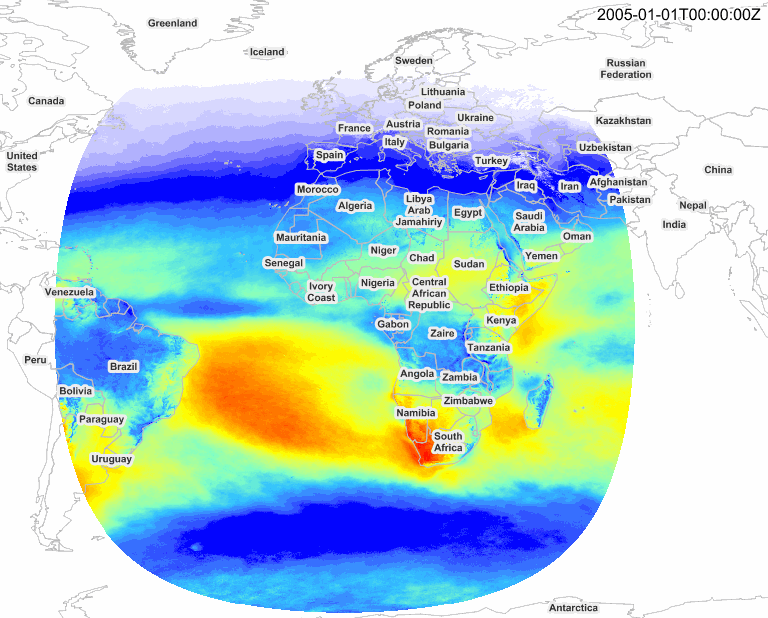 2005-01-01T00:00:00Z
Greenland
Iceland
Sweden
Russian
Federation
Canada
Lithuania
Poland
Ukraine
Kazakhstan
France
Austria
Romania
Italy
Bulgaria
Uzbekistan
United
States
Spain
Turkey
China
Morocco
Iraq
Iran
Afghanistan
Pakistan
Nepal
Algeria
Libya
Arab
Jamahiriy
Egypt
Saudi
Arabia
India
Mauritania
Oman
Niger
Chad
Sudan
Yemen
Senegal
Venezuela
Ivory
Coast
Nigeria
Central
African
Republic
Ethiopia
Gabon
Zaire
Kenya
Tanzania
Peru
Brazil
Angola
Zambia
Bolivia
Zimbabwe
Paraguay
Namibia
South
Africa
Uruguay
Antarctica